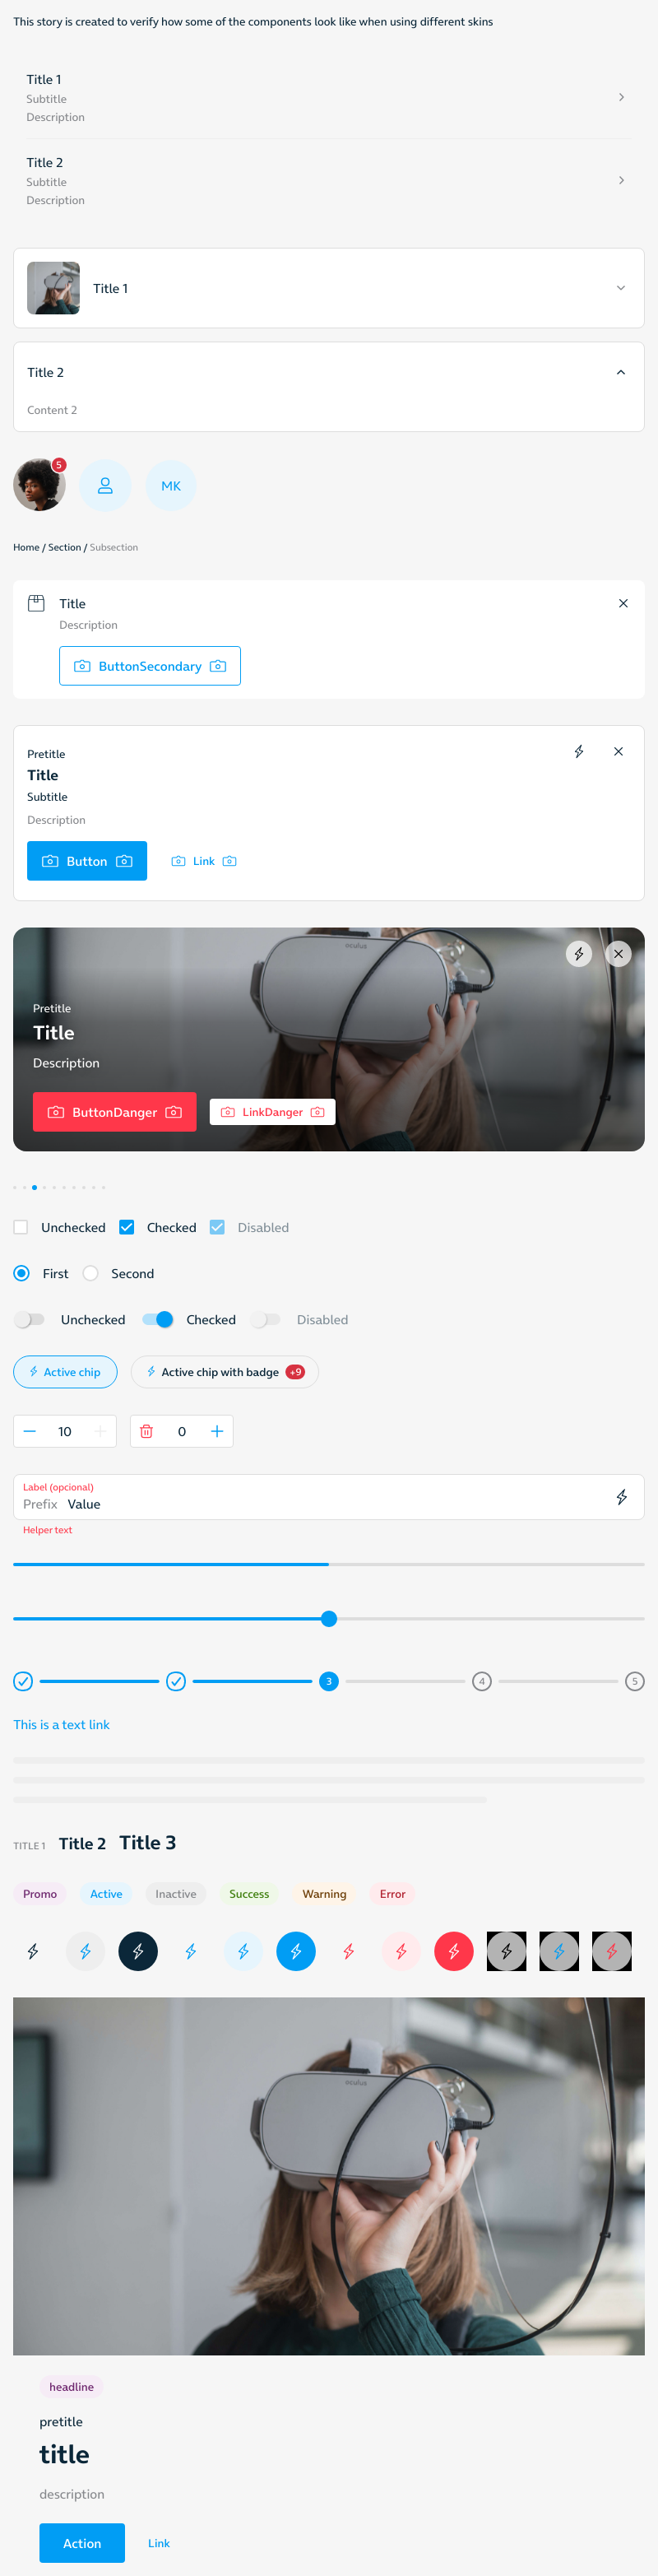 This story is created to verify how some of the components look like when using different skins
Title 1
Subtitle
Description
Title 2
Subtitle
Description
Title 1
Title 2
Content 2
5
MK
Home / Section / Subsection
Title
Description
ButtonSecondary
Pretitle
Title
Subtitle
Description
Button Link
oculus
Pretitle
Title
Description
ButtonDanger LinkDanger
Unchecked Checked Disabled
First Second
Unchecked Checked Disabled
Active chip Active chip with badge +9
10 0
Label (opcional)
Prefix Value
Helper text
3 4 5
This is a text link
TITLE 1 Title 2 Title 3
Promo Active Inactive Success Warning Error
oculus
headline
pretitle
title
description
Action Link